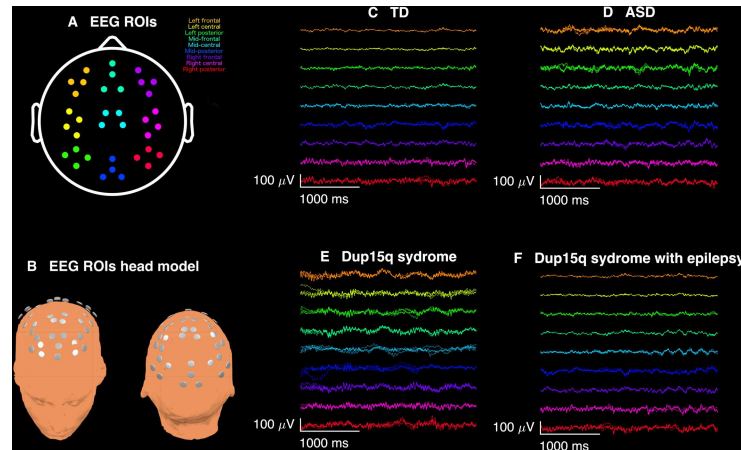 A EEG ROIs
Left frontal
Left central
Left posterior
Mid-frontal
Mid-central
Mid-posterior
Right frontal
Right central
Right posterior
C TD
100 μV
1000 ms
D ASD
100 μV
1000 ms
B EEG ROIs head model
E Dup15q sydrome
100 μV
1000 ms
F Dup15q sydrome with epilepsy
100 μV
1000 ms